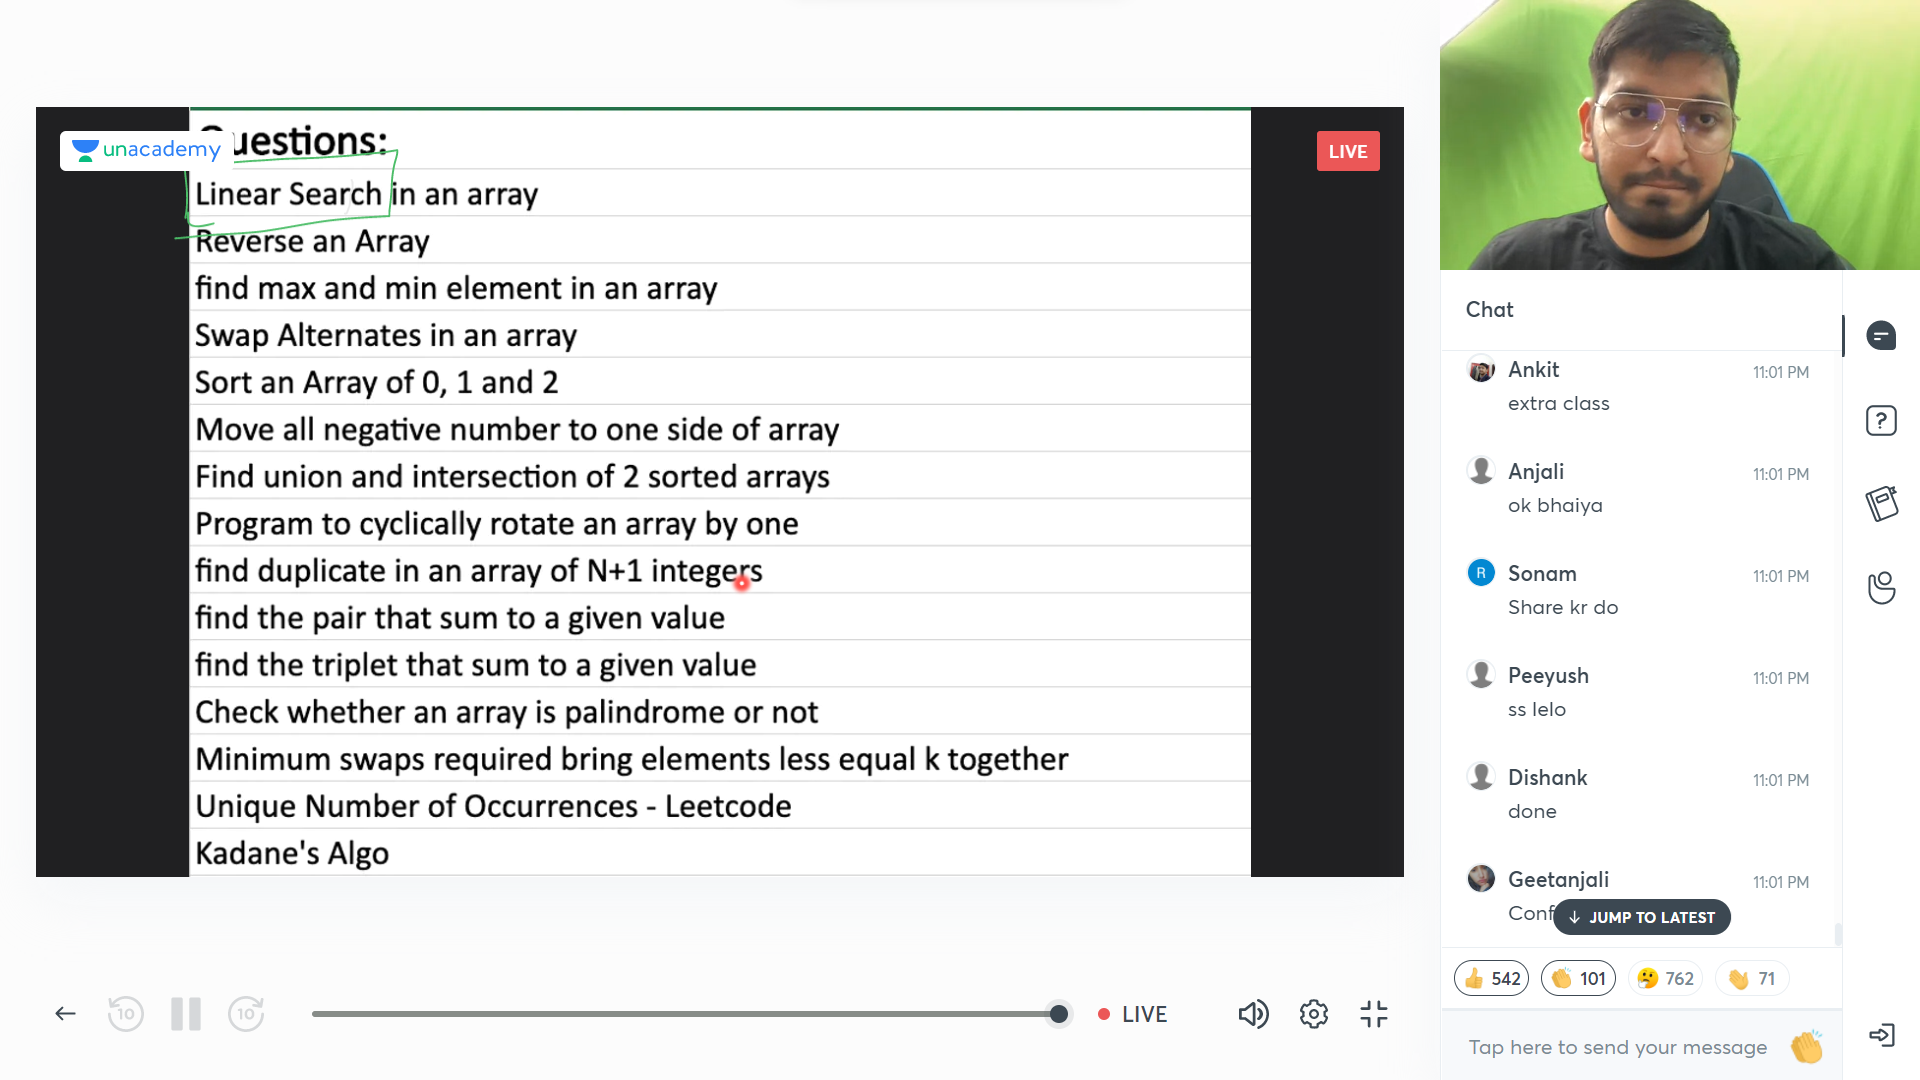 unacademy
Questions:
LIVE
Linear Search in an array
Reverse an Array
find max and min element in an array
Swap Alternates in an array
Sort an Array of 0, 1 and 2
Move all negative number to one side of array
Find union and intersection of 2 sorted arrays
Program to cyclically rotate an array by one
find duplicate in an array of N+1 integers
find the pair that sum to a given value
find the triplet that sum to a given value
Check whether an array is palindrome or not
Minimum swaps required bring elements less equal k together
Unique Number of Occurrences - Leetcode
Kadane's Algo
10
10
LIVE
Chat
Ankit 11:01 PM
extra class
Anjali 11:01 PM
ok bhaiya
R
Sonam 11:01 PM
Share kr do
Peeyush 11:01 PM
ss lelo
Dishank 11:01 PM
done
Geetanjali 11:01 PM
Conf
JUMP TO LATEST
542 101 762 71
Tap here to send your message
?